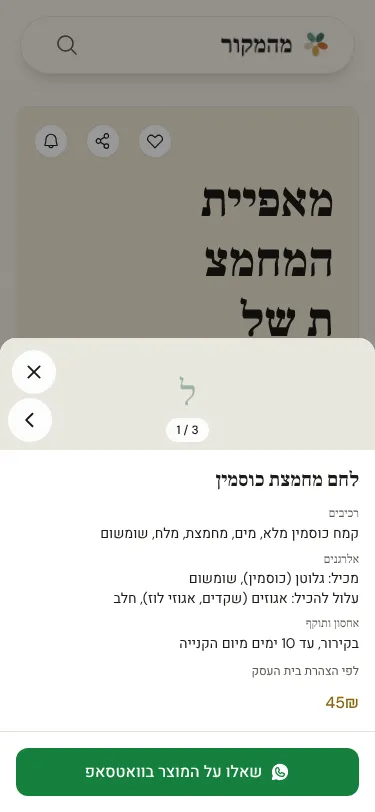 מהמקור
מאפיית
המחמצ
ת של
ל
1 / 3
לחם מחמצת כוסמין
רכיבים
קמח כוסמין מלא, מים, מחמצת, מלח, שומשום
אלרגנים
מכיל: גלוטן (כוסמין), שומשום
עלול להכיל: אגוזים (שקדים, אגוזי לוז), חלב
אחסון ותוקף
בקירור, עד 10 ימים מיום הקנייה
לפי הצהרת בית העסק
45₪
שאלו על המוצר בוואטסאפ